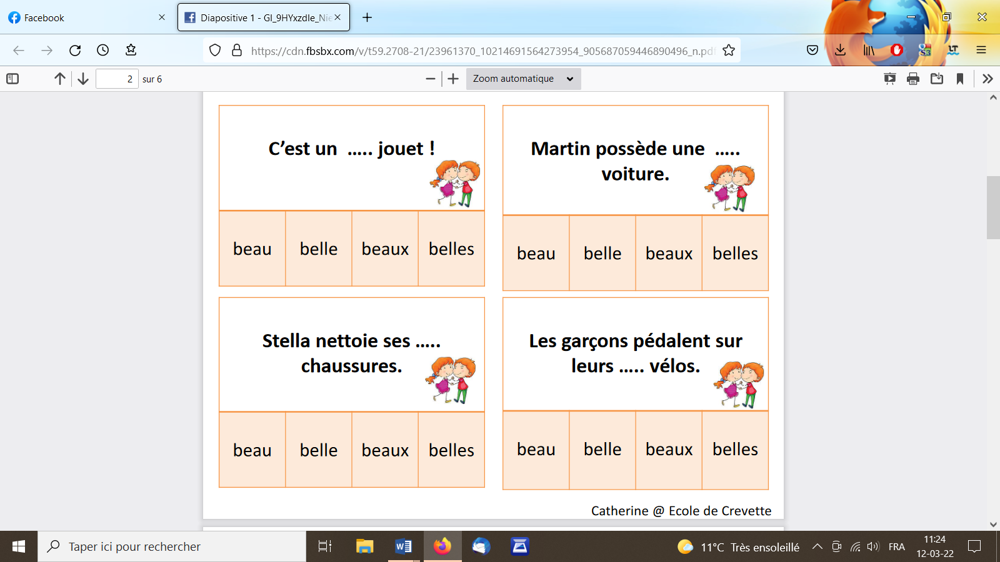 Facebook
Diapositive 1 - GI_9HYxzdIe_Nie
https://cdn.fbsbx.com/v/t59.2708-21/23961370_10214691564273954_905687059446890496_n.pdf
2 sur 6
Zoom automatique
C’est un ….. jouet !
beau belle beaux belles
Martin possède une …..
voiture.
beau belle beaux belles
Stella nettoie ses …..
chaussures.
beau belle beaux belles
Les garçons pédalent sur
leurs ….. vélos.
beau belle beaux belles
Catherine @ Ecole de Crevette
Taper ici pour rechercher
11°C Très ensoleillé
FRA
11:24
12-03-22